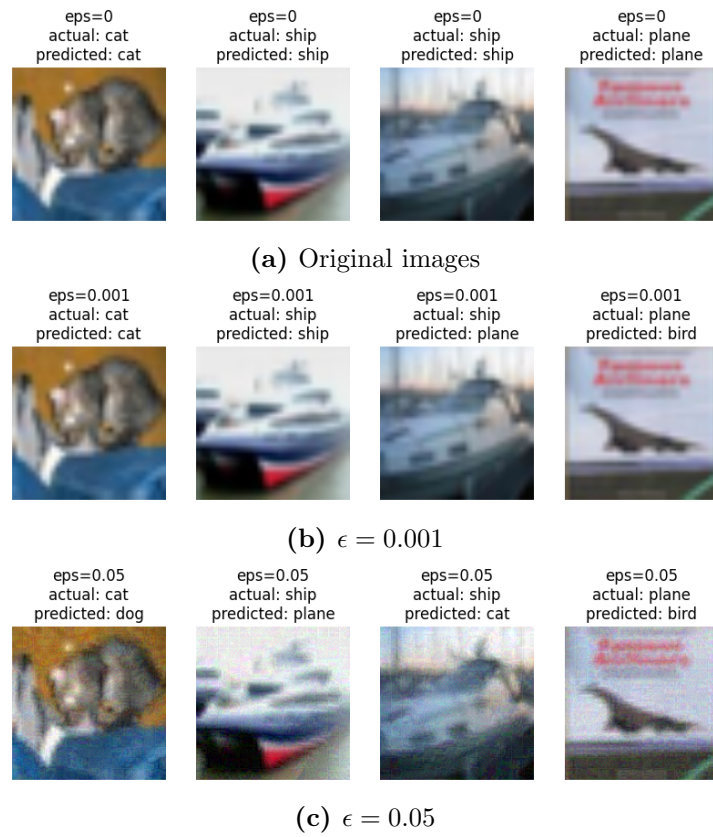 eps=0
actual: cat
predicted: cat
eps=0
actual: ship
predicted: ship
eps=0
actual: ship
predicted: ship
eps=0
actual: plane
predicted: plane
(a) Original images
eps=0.001
actual: cat
predicted: cat
eps=0.001
actual: ship
predicted: ship
eps=0.001
actual: ship
predicted: plane
eps=0.001
actual: plane
predicted: bird
(b) ϵ = 0.001
eps=0.05
actual: cat
predicted: dog
eps=0.05
actual: ship
predicted: plane
eps=0.05
actual: ship
predicted: cat
eps=0.05
actual: plane
predicted: bird
(c) ϵ = 0.05